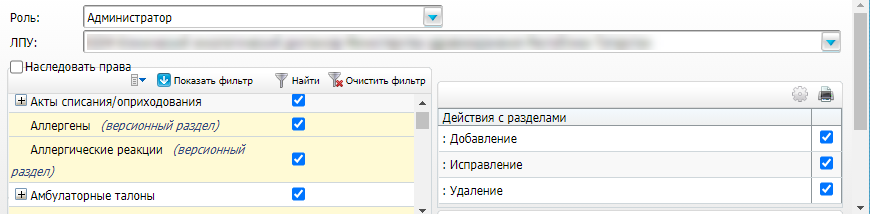 Роль: Администратор
ЛПУ:
Наследовать права
Показать фильтр Найти Очистить фильтр
Акты списания/оприходования
Аллергены (версионный раздел)
Аллергические реакции (версионный
раздел)
Амбулаторные талоны
Действия с разделами
: Добавление
: Исправление
: Удаление